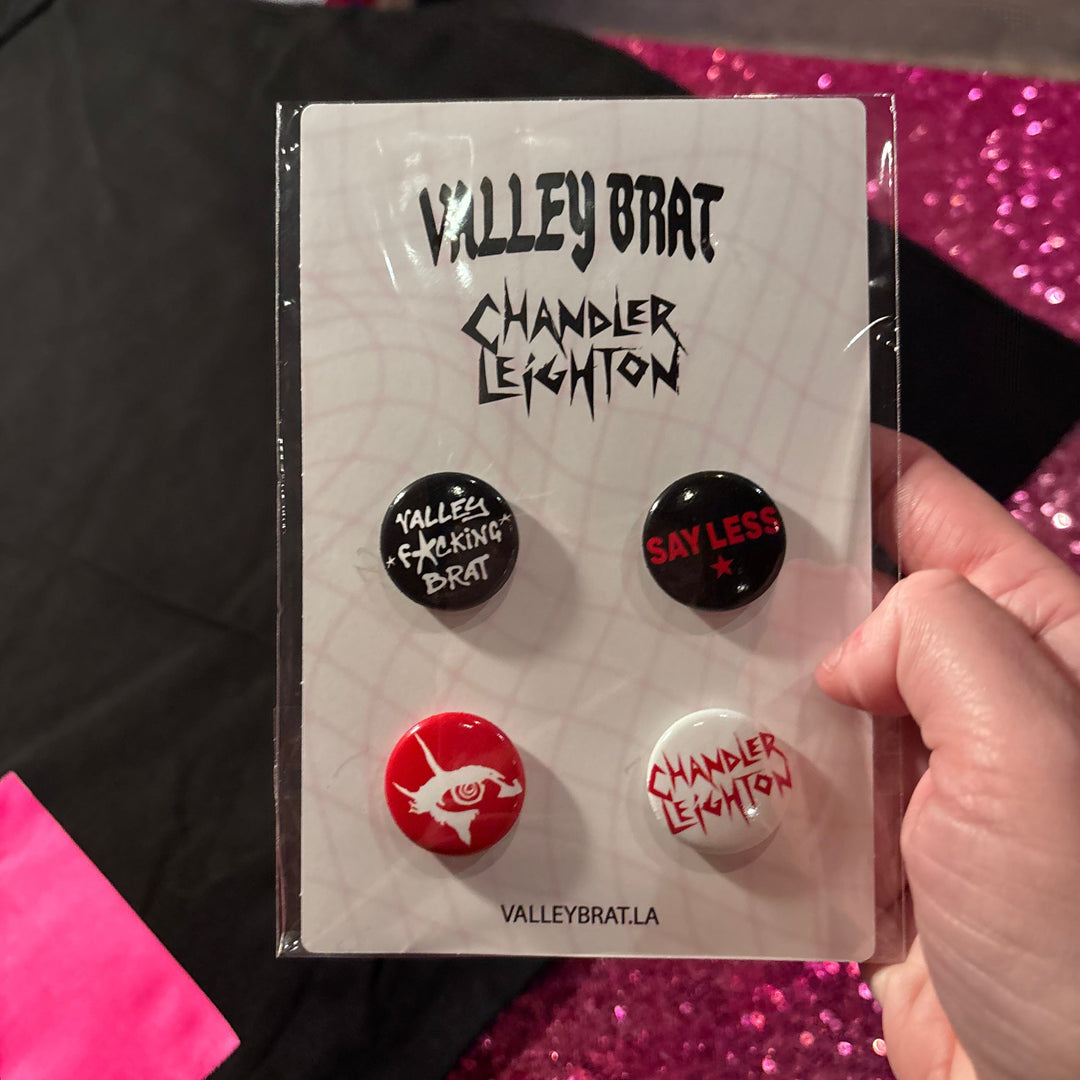 VALLEY BRAT
CHANDLER
LEIGHTON
VALLEY
F★CKING
BRAT
SAY LESS
CHANDLER
LEIGHTON
VALLEYBRAT.LA